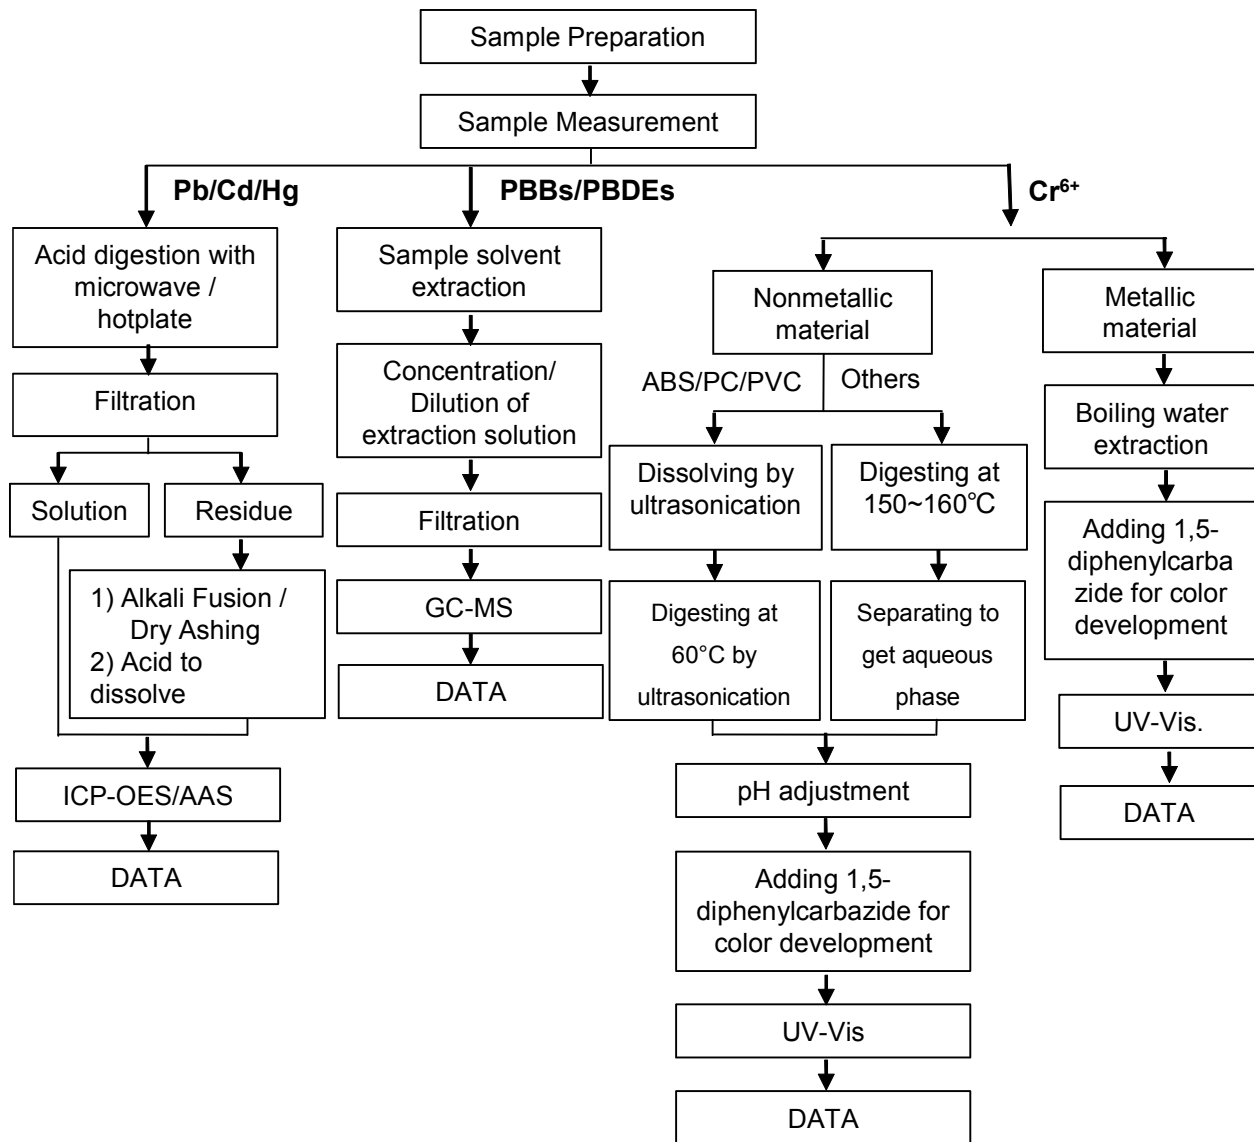 Sample Preparation
Sample Measurement
Pb/Cd/Hg
PBBs/PBDEs
Cr⁶⁺
Acid digestion with
microwave /
hotplate
Filtration
Solution
Residue
1) Alkali Fusion /
Dry Ashing
2) Acid to
dissolve
ICP-OES/AAS
DATA
Sample solvent
extraction
Concentration/
Dilution of
extraction solution
Filtration
GC-MS
DATA
Nonmetallic
material
ABS/PC/PVC
Others
Dissolving by
ultrasonication
Digesting at
60°C by
ultrasonication
Digesting at
150~160℃
Separating to
get aqueous
phase
pH adjustment
Adding 1,5-
diphenylcarbazide for
color development
UV-Vis
DATA
Metallic
material
Boiling water
extraction
Adding 1,5-
diphenylcarba
zide for color
development
UV-Vis.
DATA